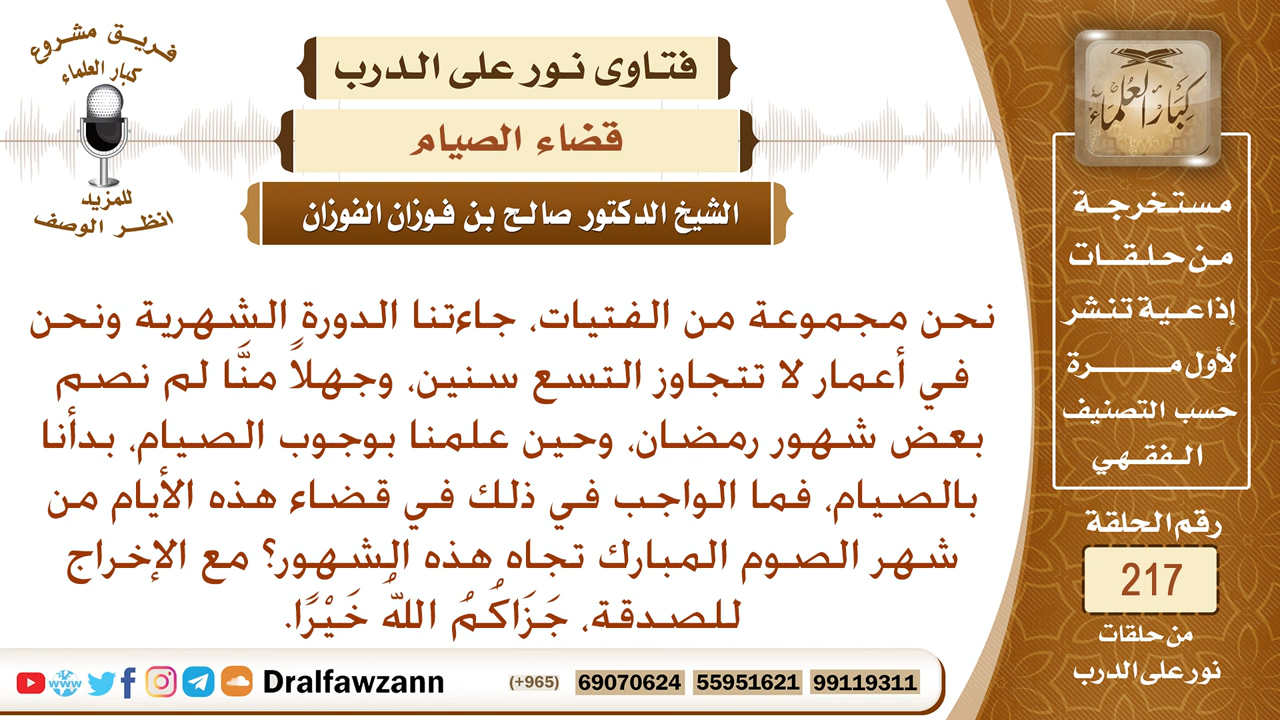 فريق مشروع
كبار العلماء
للمزيد
انظر الوصف
فتاوى نور على الدرب
قضاء الصيام
الشيخ الدكتور صالح بن فوزان الفوزان
نحن مجموعة من الفتيات، جاءتنا الدورة الشهرية ونحن
في أعمار لا تتجاوز التسع سنين، وجهلاً منَّا لم نصم
بعض شهور رمضان، وحين علمنا بوجوب الصيام، بدأنا
بالصيام، فما الواجب في ذلك في قضاء هذه الأيام من
شهر الصوم المبارك تجاه هذه الشهور؟ مع الإخراج
للصدقة، جَزَاكُمُ اللهُ خَيْرًا.
كبار العلماء
مستخرجة
من حلقات
إذاعية تنشر
لأول مرة
حسب التصنيف
الفقهي
رقم الحلقة
217
من حلقات
نور على الدرب
Dralfawzann (+965) 69070624 55951621 99119311